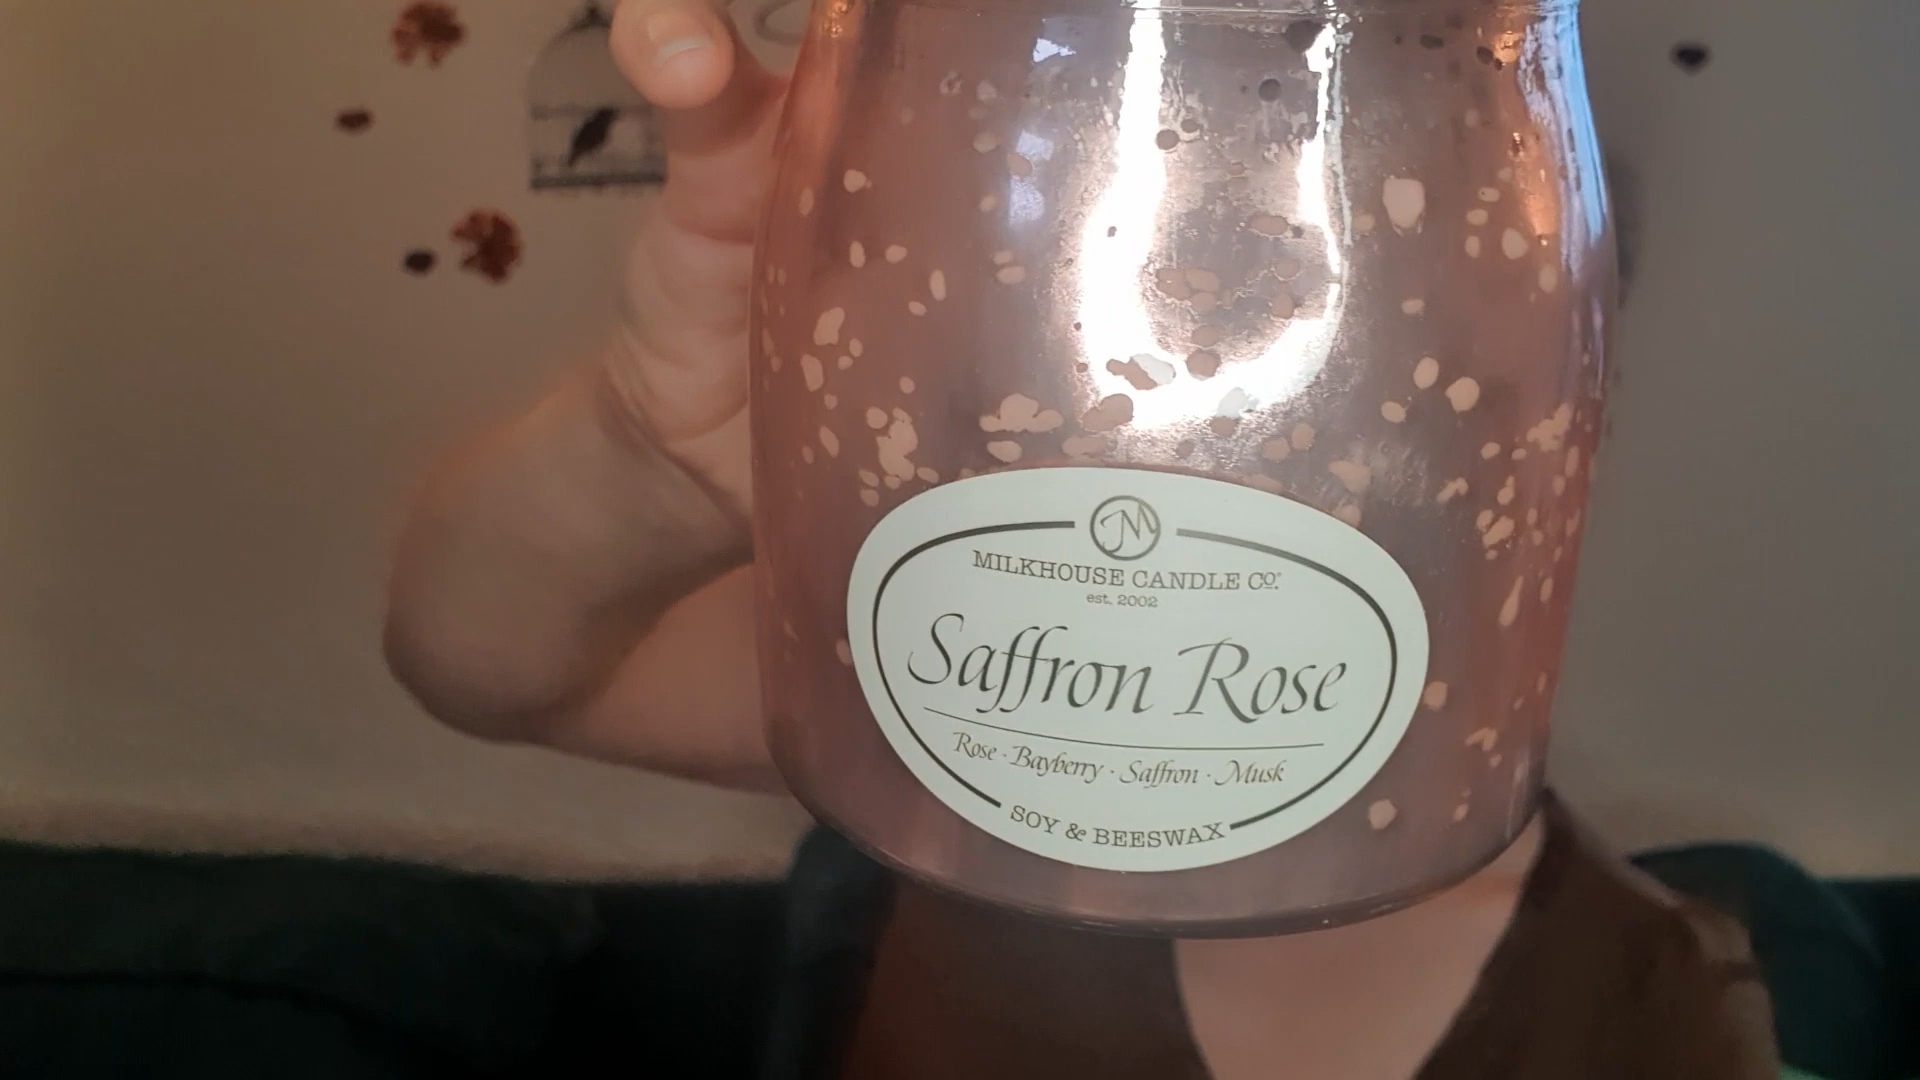 M
MILKHOUSE CANDLE CO.
est. 2002
Saffron Rose
Rose · Bayberry · Saffron · Musk
SOY & BEESWAX